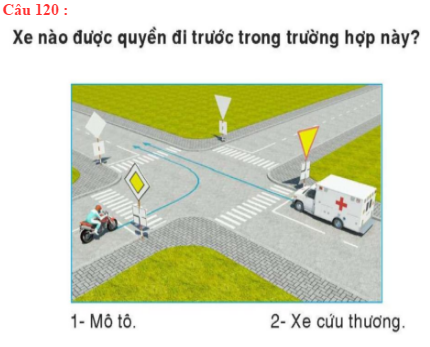 Câu 120 :
Xe nào được quyền đi trước trong trường hợp này?
1- Mô tô.
2- Xe cứu thương.